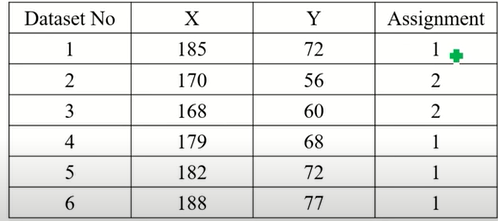 Dataset No X Y Assignment
1 185 72 1
2 170 56 2
3 168 60 2
4 179 68 1
5 182 72 1
6 188 77 1